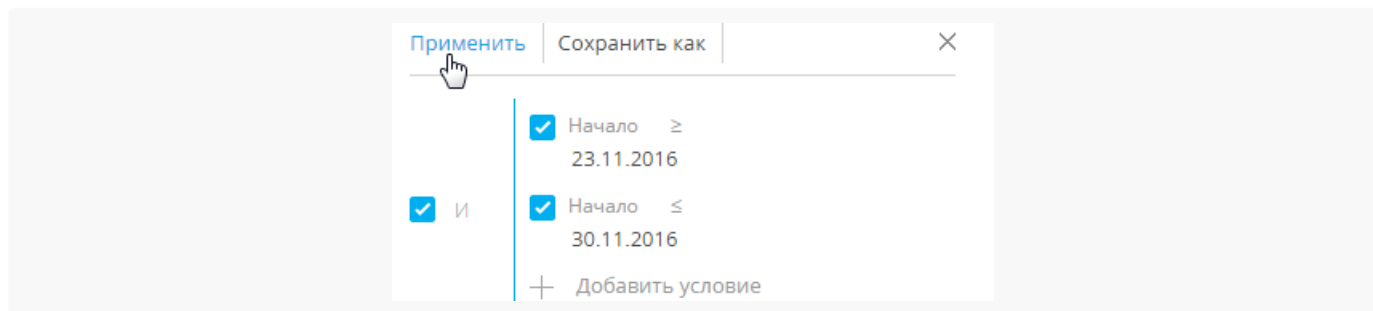 Применить Сохранить как
Начало ≥
23.11.2016
И
Начало ≤
30.11.2016
Добавить условие